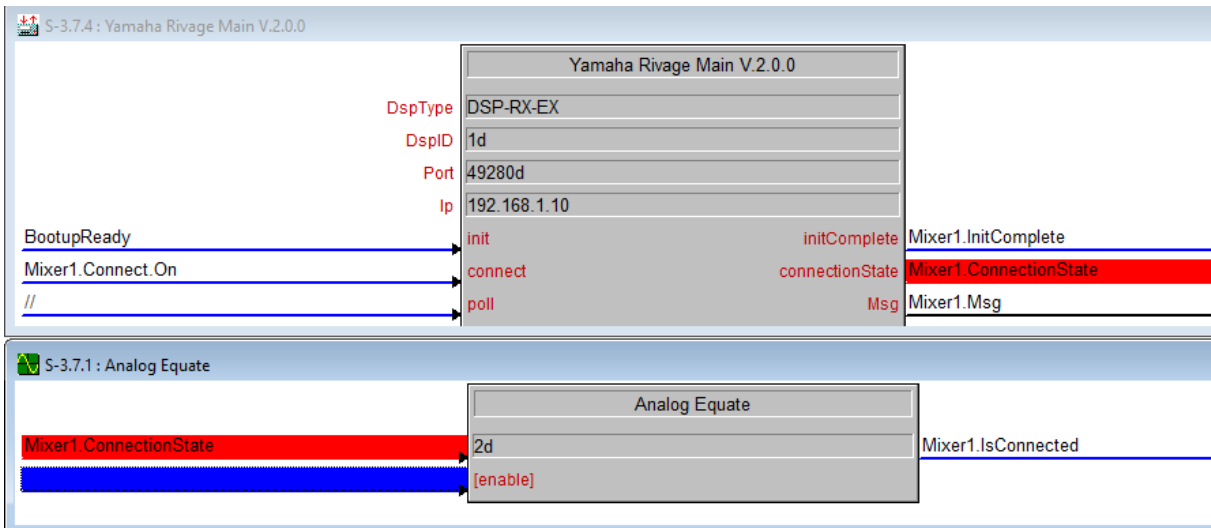 S-3.7.4 : Yamaha Rivage Main V.2.0.0
Yamaha Rivage Main V.2.0.0
DspType DSP-RX-EX
DspID 1d
Port 49280d
Ip 192.168.1.10
BootupReady init initComplete Mixer1.InitComplete
Mixer1.Connect.On connect connectionState Mixer1.ConnectionState
// poll Msg Mixer1.Msg
S-3.7.1 : Analog Equate
Analog Equate
Mixer1.ConnectionState 2d Mixer1.IsConnected
[enable]